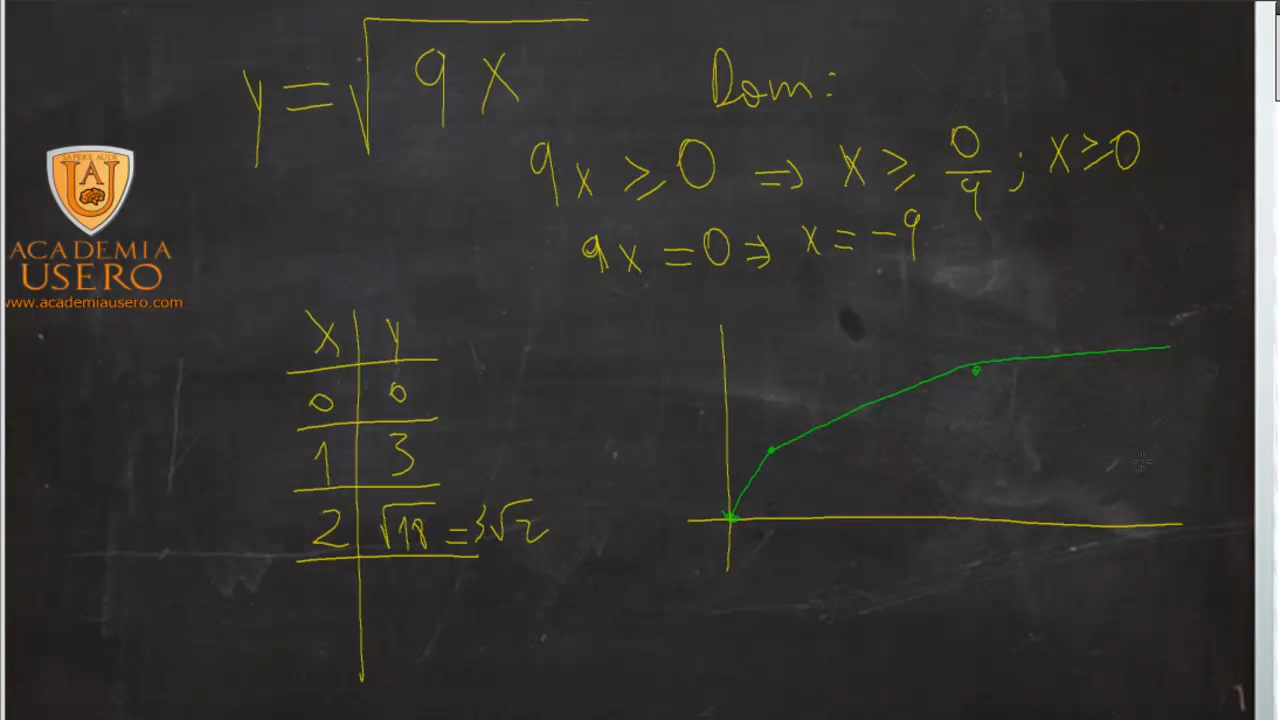 y = √9x
Dom:
9x ≥ 0 ⇒ x ≥ 0/9 ; x ≥ 0
9x = 0 ⇒ x = -9
SAPERE AUDE
U A
ACADEMIA
USERO
www.academiausero.com
x y
0 0
1 3
2 √18 = 3√2